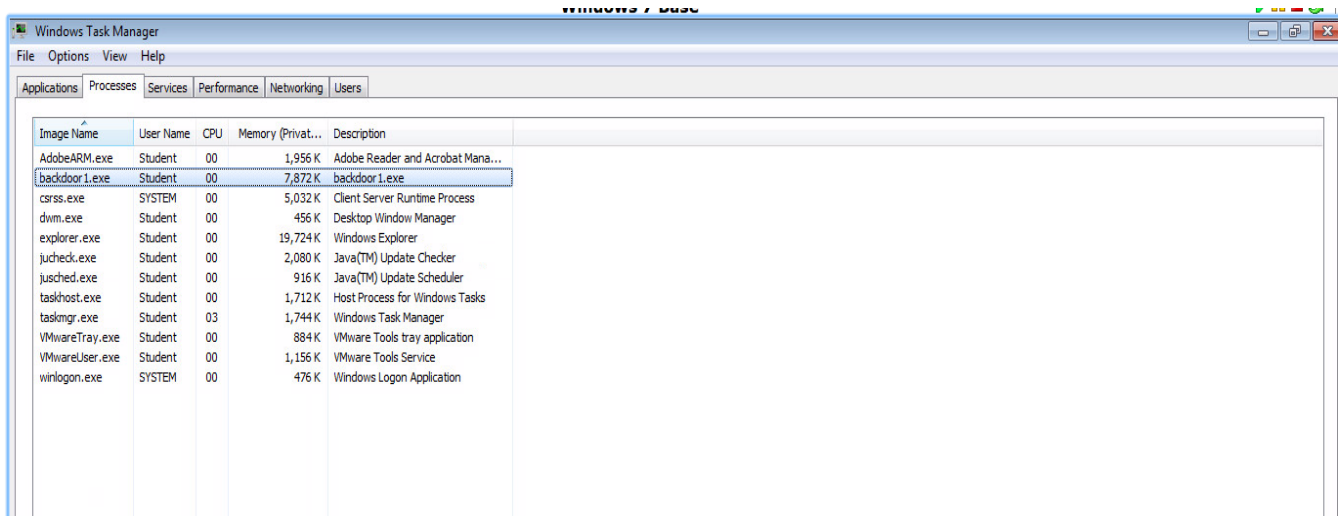 Windows 7 Base
Windows Task Manager
File Options View Help
Applications Processes Services Performance Networking Users
Image Name User Name CPU Memory (Privat... Description
AdobeARM.exe Student 00 1,956 K Adobe Reader and Acrobat Mana...
backdoor1.exe Student 00 7,872 K backdoor1.exe
csrss.exe SYSTEM 00 5,032 K Client Server Runtime Process
dwm.exe Student 00 456 K Desktop Window Manager
explorer.exe Student 00 19,724 K Windows Explorer
jucheck.exe Student 00 2,080 K Java(TM) Update Checker
jusched.exe Student 00 916 K Java(TM) Update Scheduler
taskhost.exe Student 00 1,712 K Host Process for Windows Tasks
taskmgr.exe Student 03 1,744 K Windows Task Manager
VMwareTray.exe Student 00 884 K VMware Tools tray application
VMwareUser.exe Student 00 1,156 K VMware Tools Service
winlogon.exe SYSTEM 00 476 K Windows Logon Application